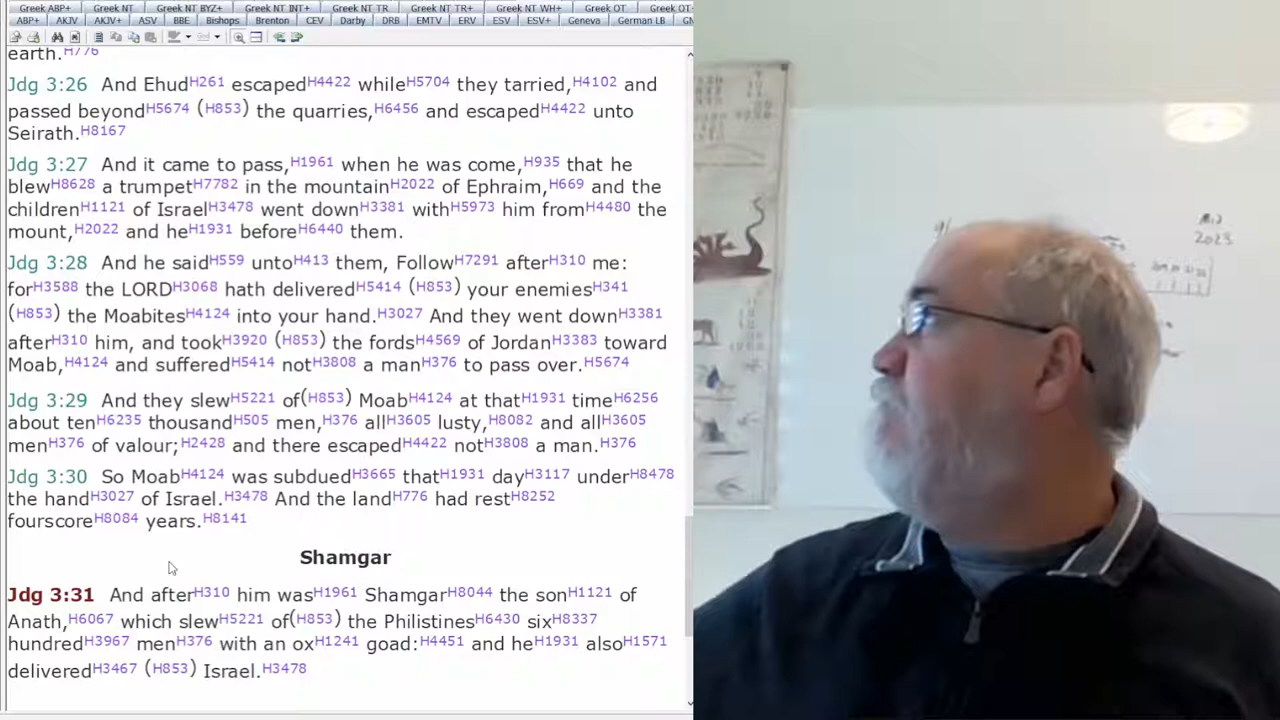 Greek ABP+ Greek NT Greek NT BYZ+ Greek NT INT+ Greek NT TR Greek NT TR+ Greek NT WH+ Greek OT Greek OT+
ABP+ AKJV AKJV+ ASV BBE Bishops Brenton CEV Darby DRB EMTV ERV ESV ESV+ Geneva German LB
earth.H776
Jdg 3:26 And EhudH261 escapedH4422 whileH5704 they tarried,H4102 and
passed beyondH5674 (H853) the quarries,H6456 and escapedH4422 unto
Seirath.H8167
Jdg 3:27 And it came to pass,H1961 when he was come,H935 that he
blewH8628 a trumpetH7782 in the mountainH2022 of Ephraim,H669 and the
childrenH1121 of IsraelH3478 went downH3381 withH5973 him fromH4480 the
mount,H2022 and heH1931 beforeH6440 them.
Jdg 3:28 And he saidH559 untoH413 them, FollowH7291 afterH310 me:
forH3588 the LORDH3068 hath deliveredH5414 (H853) your enemiesH341
(H853) the MoabitesH4124 into your hand.H3027 And they went downH3381
afterH310 him, and tookH3920 (H853) the fordsH4569 of JordanH3383 toward
Moab,H4124 and sufferedH5414 notH3808 a manH376 to pass over.H5674
Jdg 3:29 And they slewH5221 of(H853) MoabH4124 at thatH1931 timeH6256
about tenH6235 thousandH505 men,H376 allH3605 lusty,H8082 and allH3605
menH376 of valour;H2428 and there escapedH4422 notH3808 a man.H376
Jdg 3:30 So MoabH4124 was subduedH3665 thatH1931 dayH3117 underH8478
the handH3027 of Israel.H3478 And the landH776 had restH8252
fourscoreH8084 years.H8141
Shamgar
Jdg 3:31 And afterH310 him wasH1961 ShamgarH8044 the sonH1121 of
Anath,H6067 which slewH5221 of(H853) the PhilistinesH6430 sixH8337
hundredH3967 menH376 with an oxH1241 goad:H4451 and heH1931 alsoH1571
deliveredH3467 (H853) Israel.H3478
2023